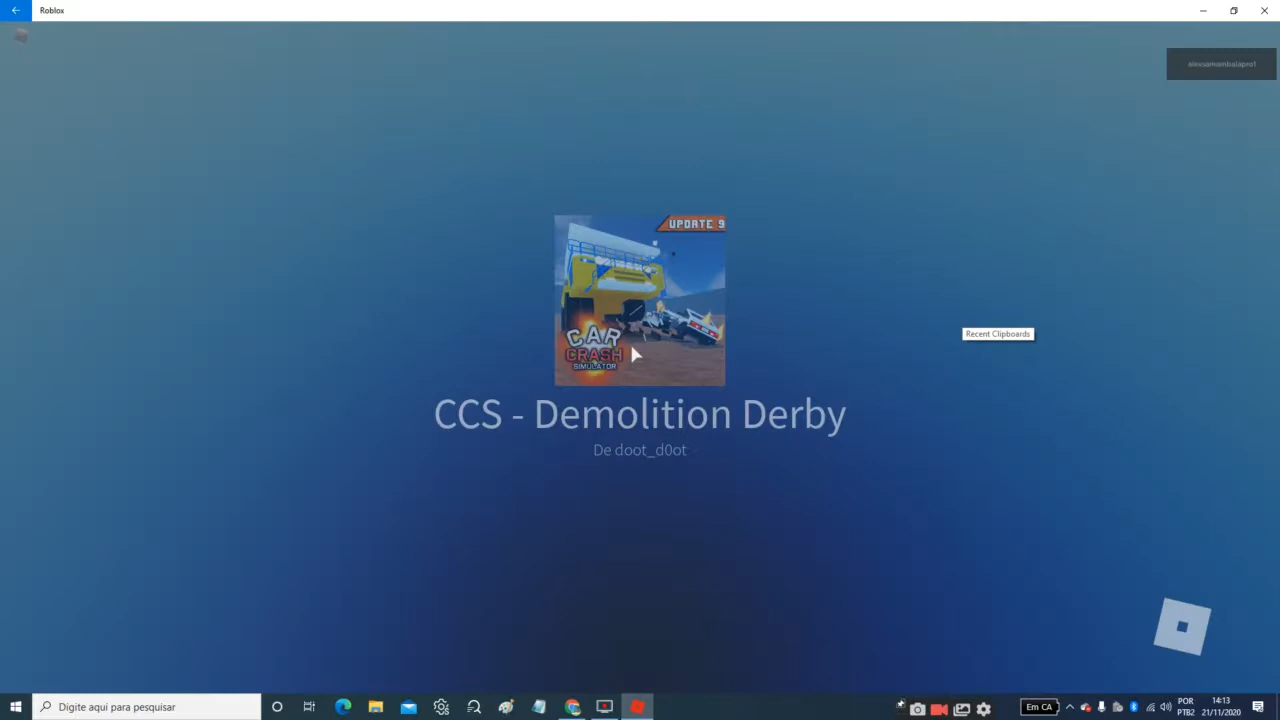 Roblox
alexsamambaiapro1
UPDATE 9
CAR
CRASH
SIMULATOR
Recent Clipboards
CCS - Demolition Derby
De doot_d0ot
Digite aqui para pesquisar
Em CA
POR
PTB2
14:13
21/11/2020